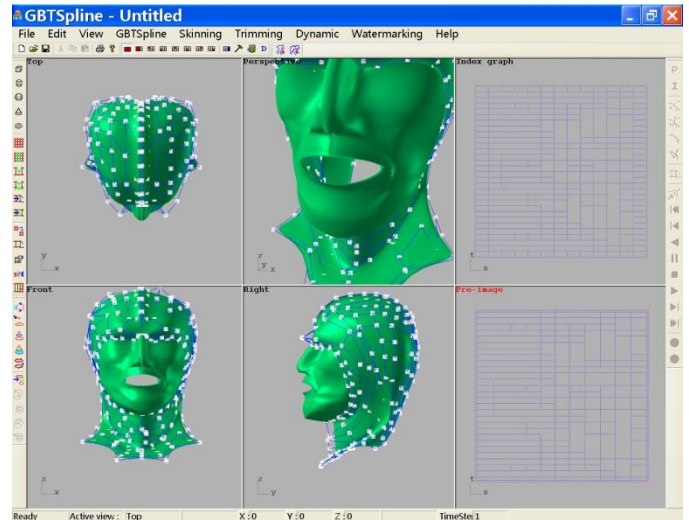 GBTSpline - Untitled
File Edit View GBTSpline Skinning Trimming Dynamic Watermarking Help
Top Perspective Index graph
y x
z y x
t s
Front Right Pre-image
z x
z y
t s
Ready Active view : Top X : 0 Y : 0 Z : 0 TimeSte 1